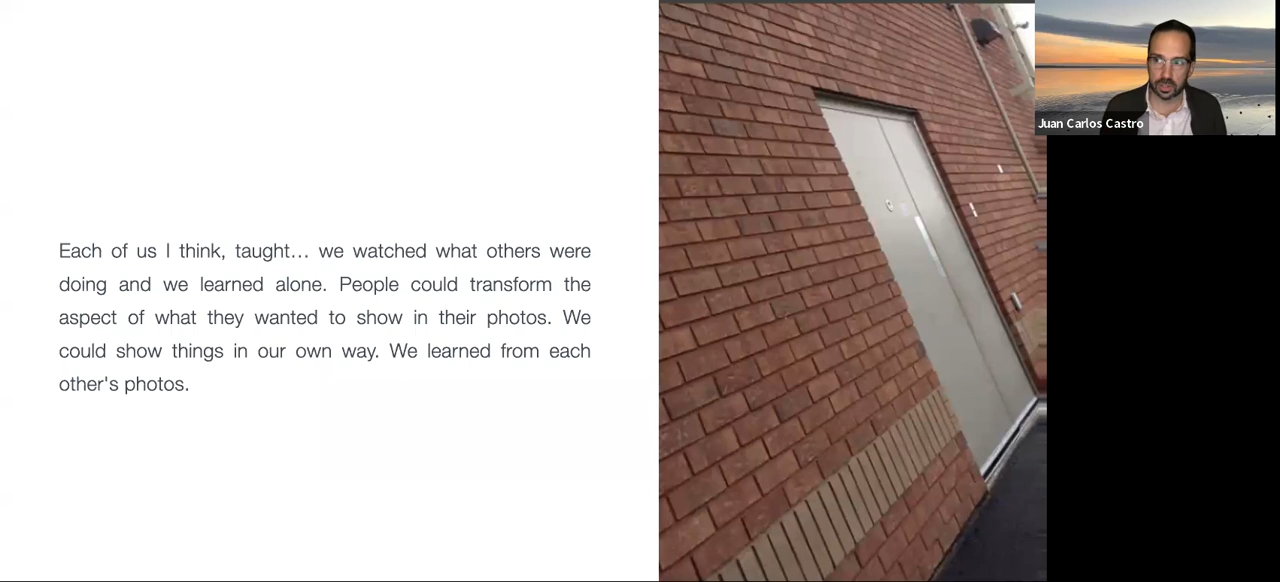 Each of us I think, taught… we watched what others were
doing and we learned alone. People could transform the
aspect of what they wanted to show in their photos. We
could show things in our own way. We learned from each
other's photos.
Juan Carlos Castro